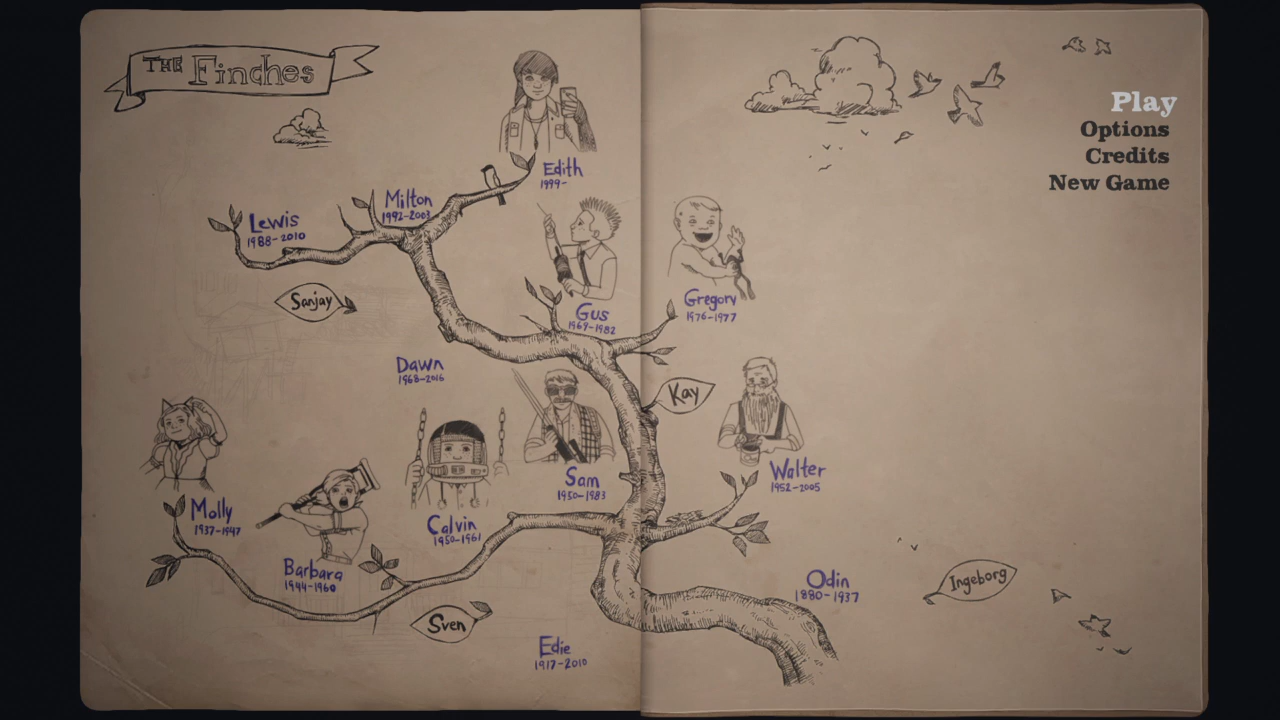 THE Finches
Edith
1999-
Milton
1992-2003
Lewis
1988-2010
Sanjay
Gus
1969-1982
Gregory
1976-1977
Dawn
1968-2016
Kay
Sam
1950-1983
Walter
1952-2005
Molly
1937-1947
Calvin
1950-1961
Barbara
1944-1960
Sven
Edie
1917-2010
Odin
1880-1937
Ingeborg
Play
Options
Credits
New Game